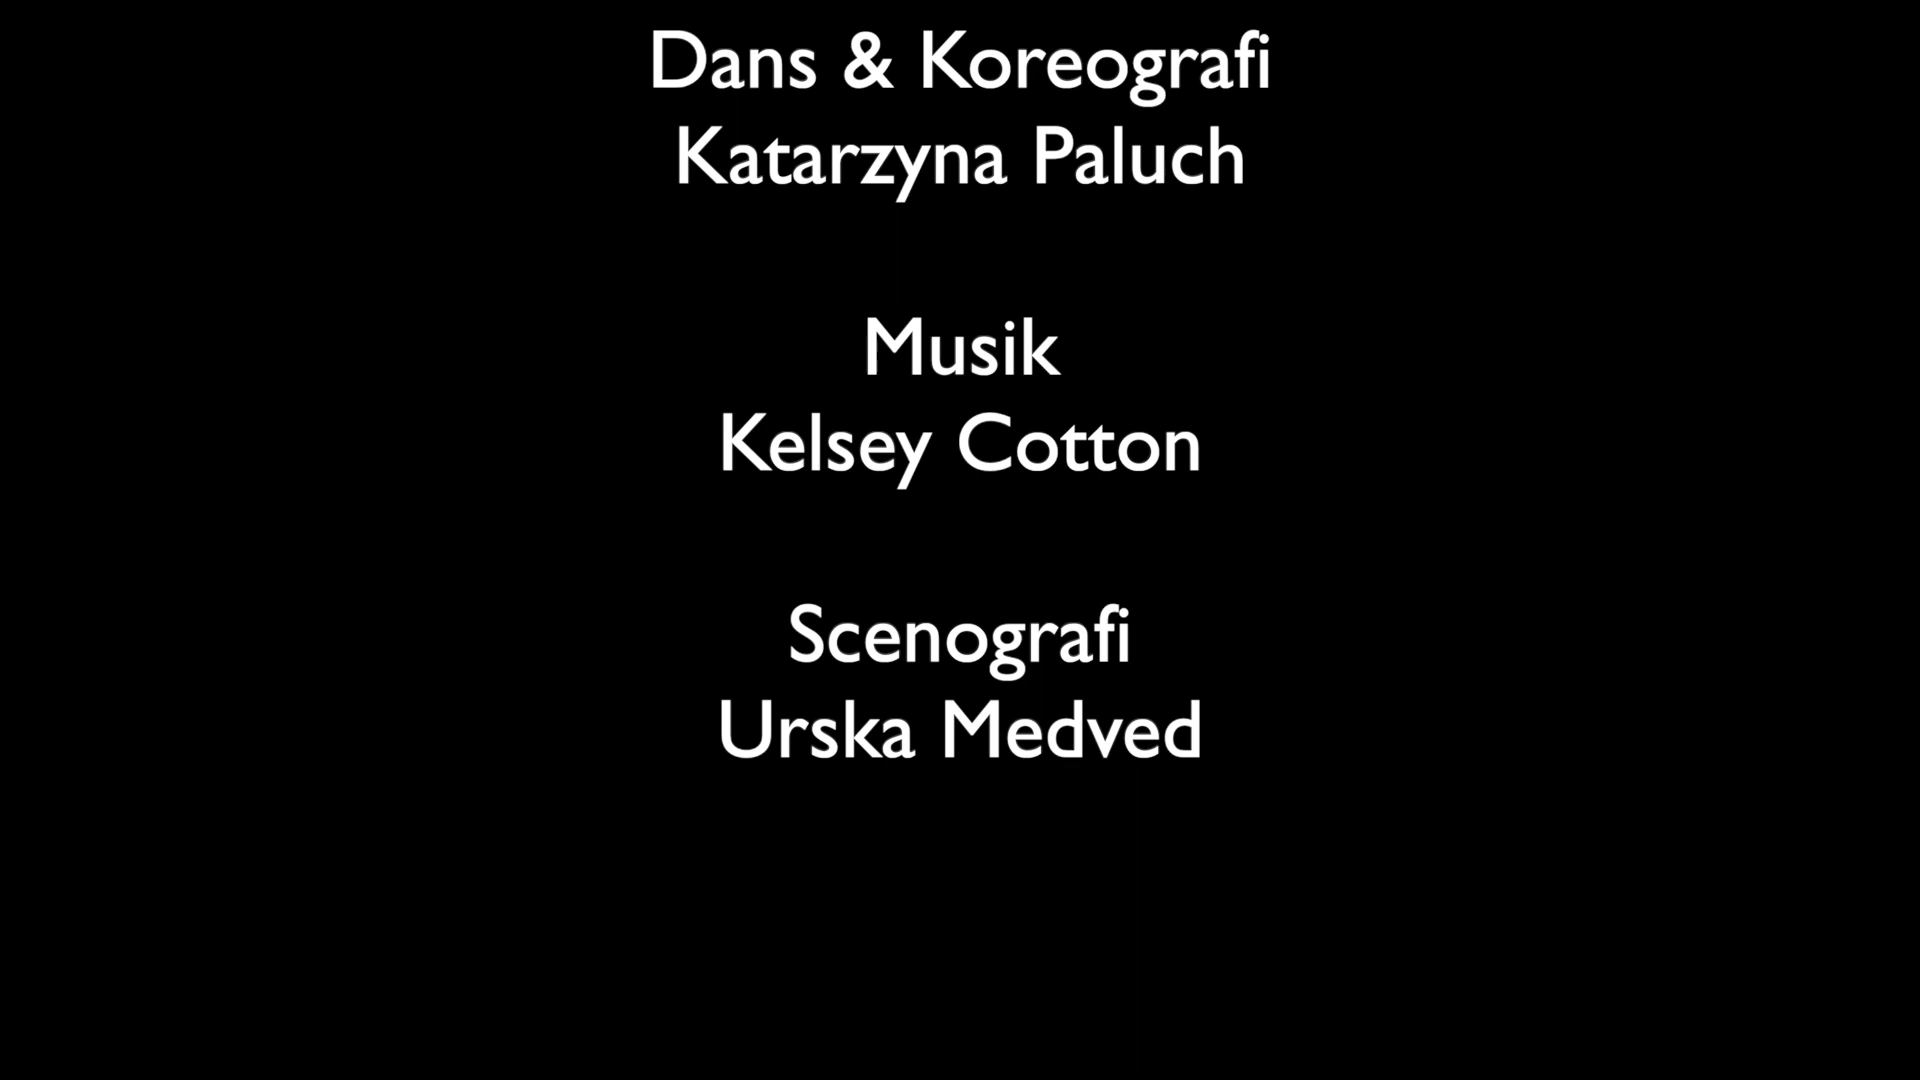 Dans & Koreografi
Katarzyna Paluch
Musik
Kelsey Cotton
Scenografi
Urska Medved